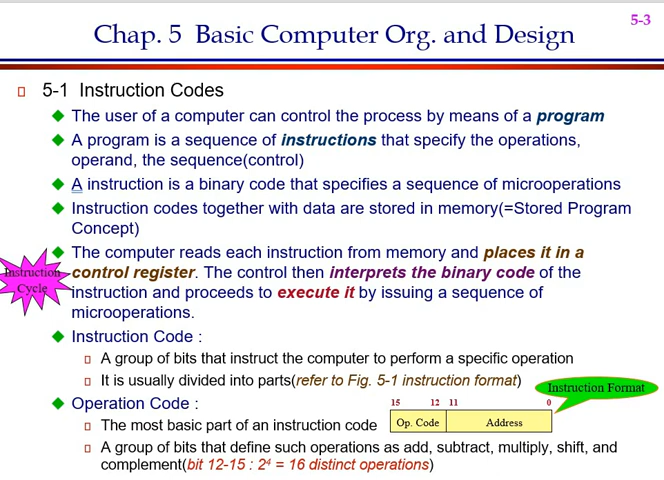 5-3
Chap. 5 Basic Computer Org. and Design
5-1 Instruction Codes
The user of a computer can control the process by means of a program
A program is a sequence of instructions that specify the operations,
operand, the sequence(control)
A instruction is a binary code that specifies a sequence of microoperations
Instruction codes together with data are stored in memory(=Stored Program
Concept)
The computer reads each instruction from memory and places it in a
Instruction
Cycle
control register. The control then interprets the binary code of the
instruction and proceeds to execute it by issuing a sequence of
microoperations.
Instruction Code :
A group of bits that instruct the computer to perform a specific operation
It is usually divided into parts(refer to Fig. 5-1 instruction format)
Instruction Format
Operation Code :
15 12 11 0
Op. Code Address
The most basic part of an instruction code
A group of bits that define such operations as add, subtract, multiply, shift, and
complement(bit 12-15 : 2⁴ = 16 distinct operations)